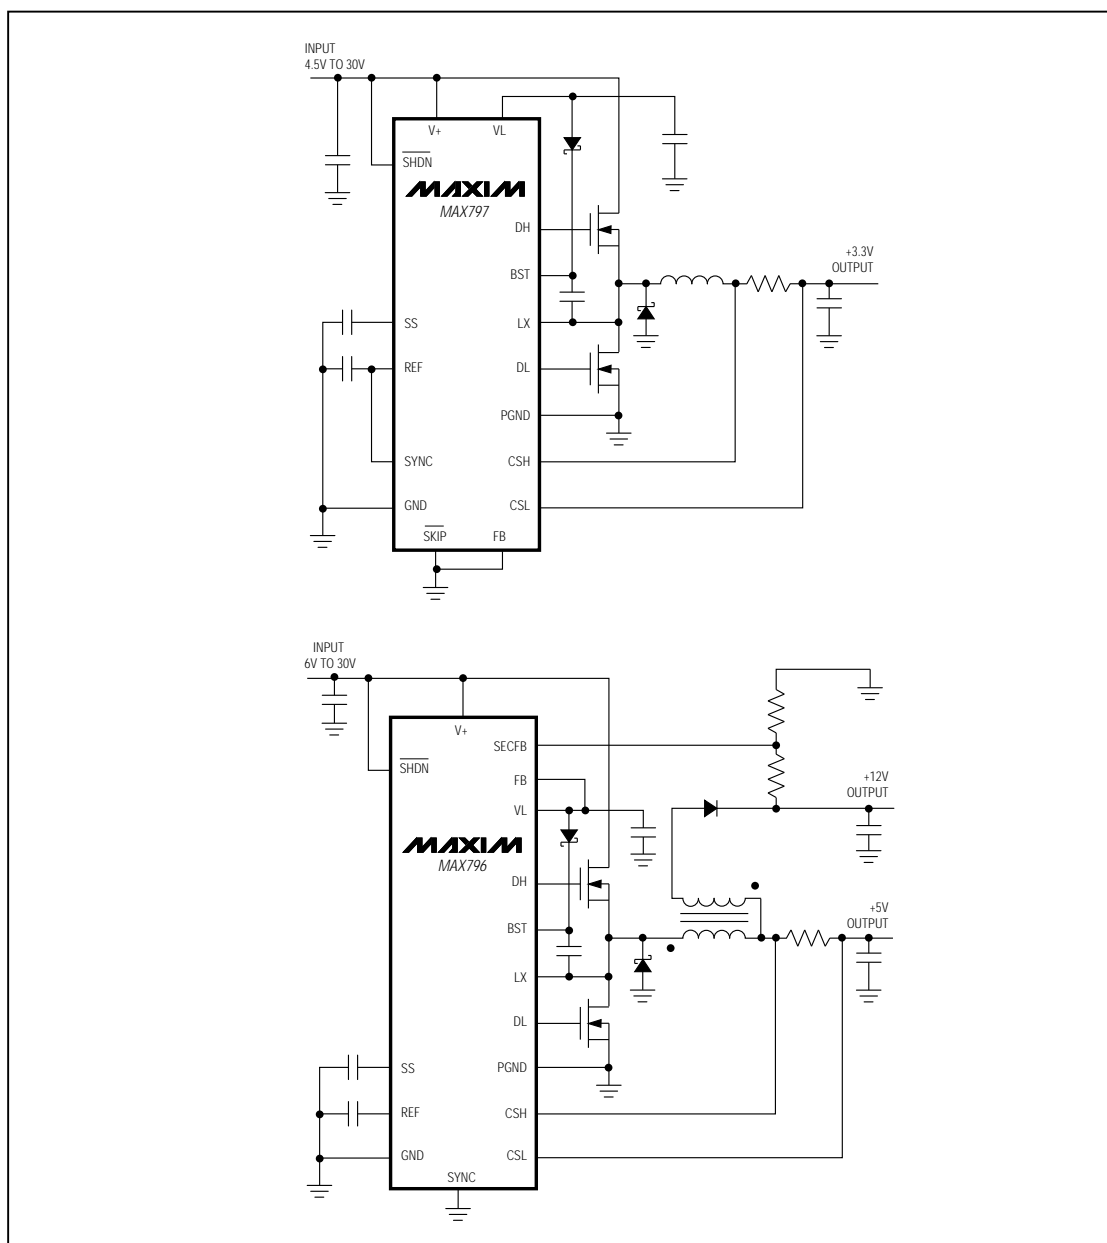 INPUT
4.5V TO 30V
V+
VL
SHDN
MAXIM
MAX797
DH
BST
+3.3V
OUTPUT
SS
LX
REF
DL
PGND
SYNC
CSH
GND
CSL
SKIP
FB
INPUT
6V TO 30V
V+
SECFB
SHDN
FB
+12V
OUTPUT
VL
MAXIM
MAX796
DH
+5V
OUTPUT
BST
LX
DL
SS
PGND
REF
CSH
GND
CSL
SYNC